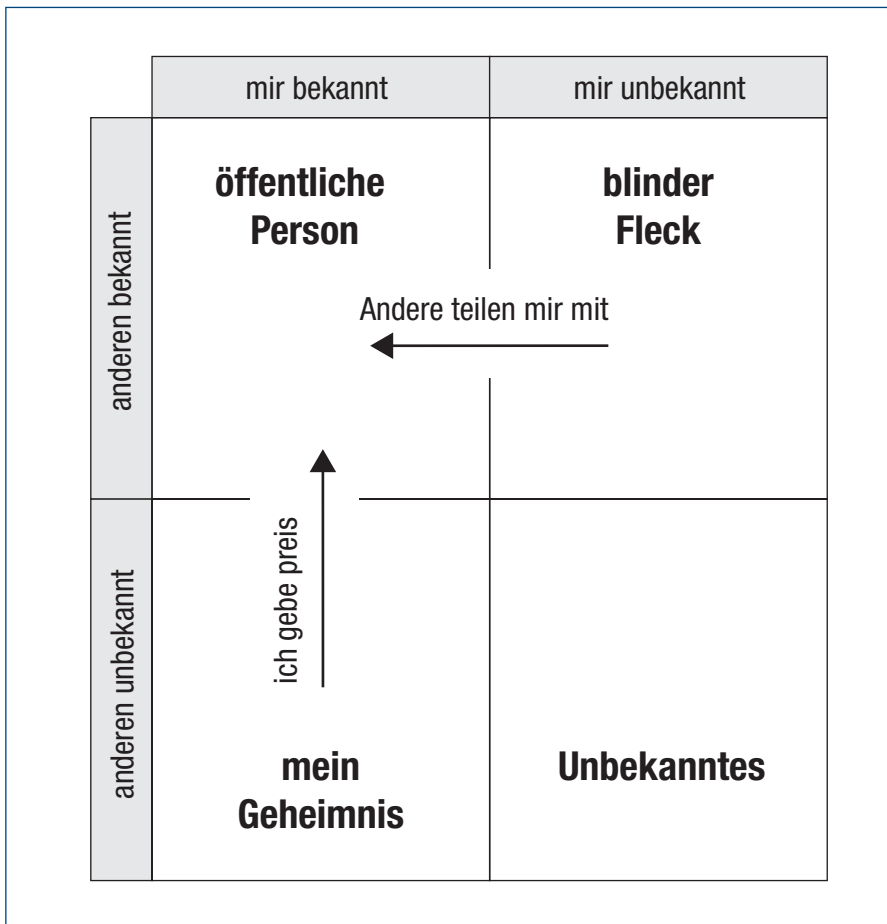 mir bekannt
mir unbekannt
anderen bekannt
öffentliche
Person
blinder
Fleck
Andere teilen mir mit
anderen unbekannt
ich gebe preis
mein
Geheimnis
Unbekanntes